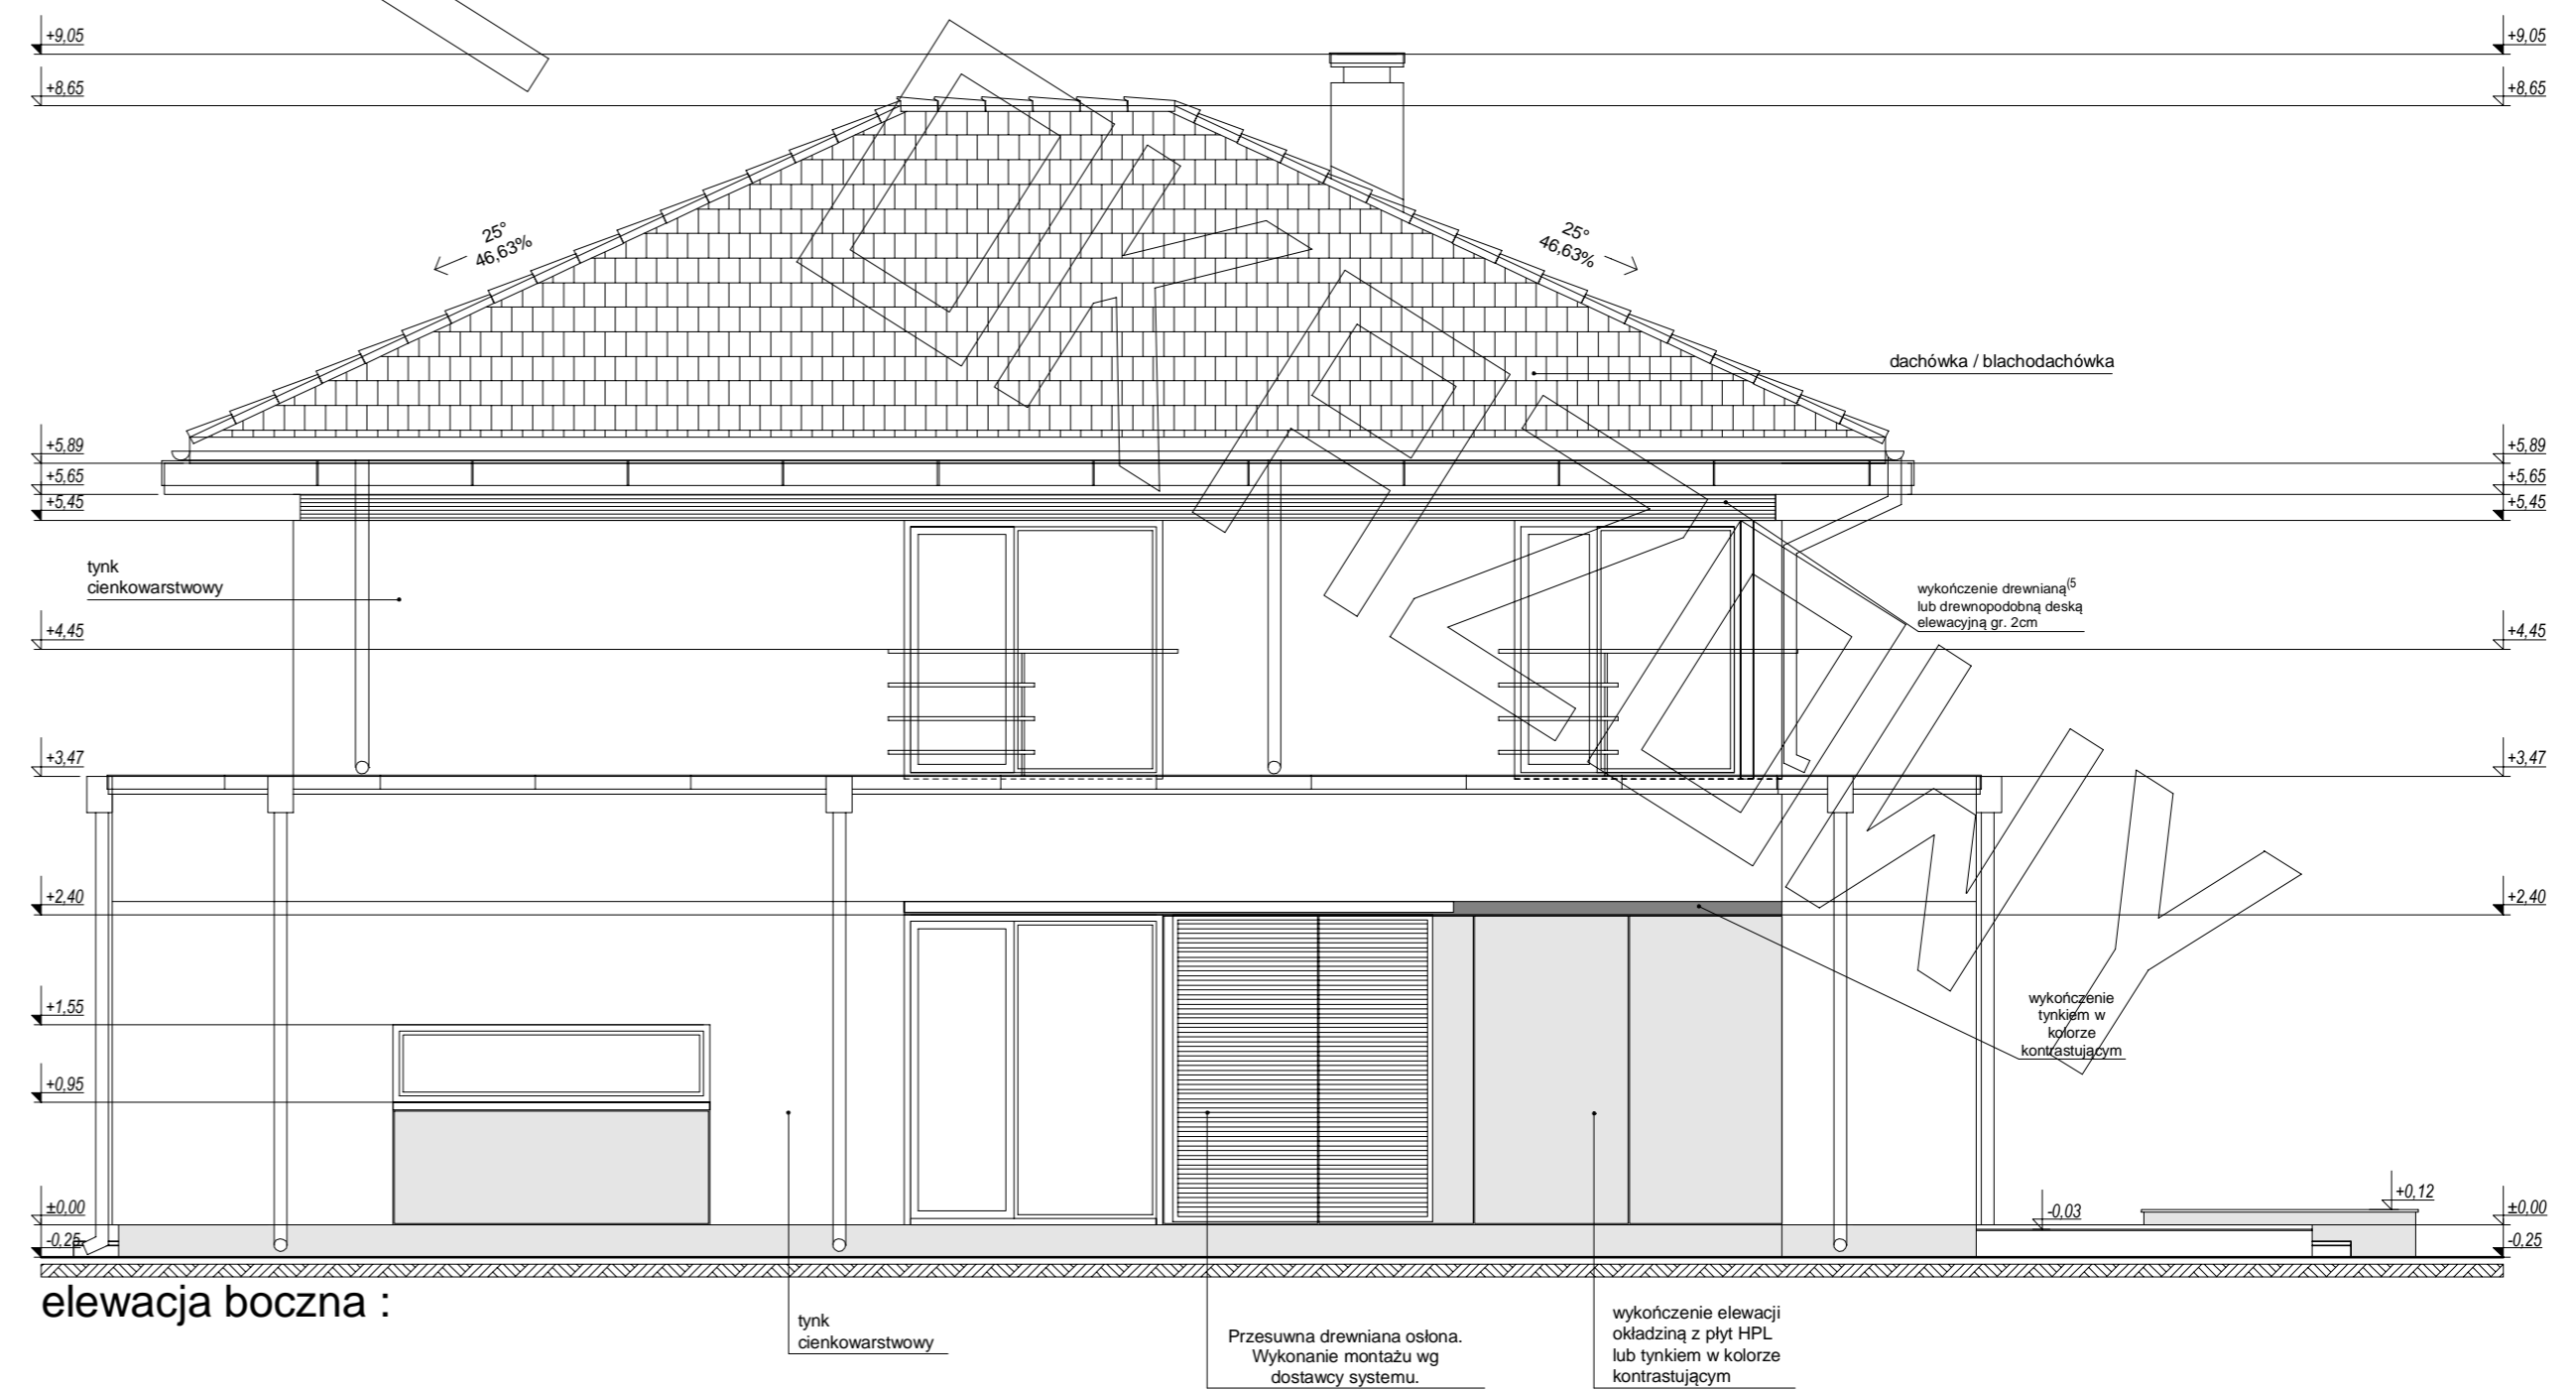 +9,05
+9,05
+8,65
+8,65
25°
46,63%
25°
46,63%
dachówka / blachodachówka
+5,89
+5,89
+5,65
+5,65
+5,45
+5,45
tynk
cienkowarstwowy
wykończenie drewnianą(5
lub drewnopodobną deską
elewacyjną gr. 2cm
+4,45
+4,45
+3,47
+3,47
+2,40
+2,40
wykończenie
tynkiem w
kolorze
kontrastującym
+1,55
+0,95
±0,00
-0,03
+0,12
±0,00
-0,25
-0,25
elewacja boczna :
tynk
cienkowarstwowy
Przesuwna drewniana osłona.
Wykonanie montażu wg
dostawcy systemu.
wykończenie elewacji
okładziną z płyt HPL
lub tynkiem w kolorze
kontrastującym